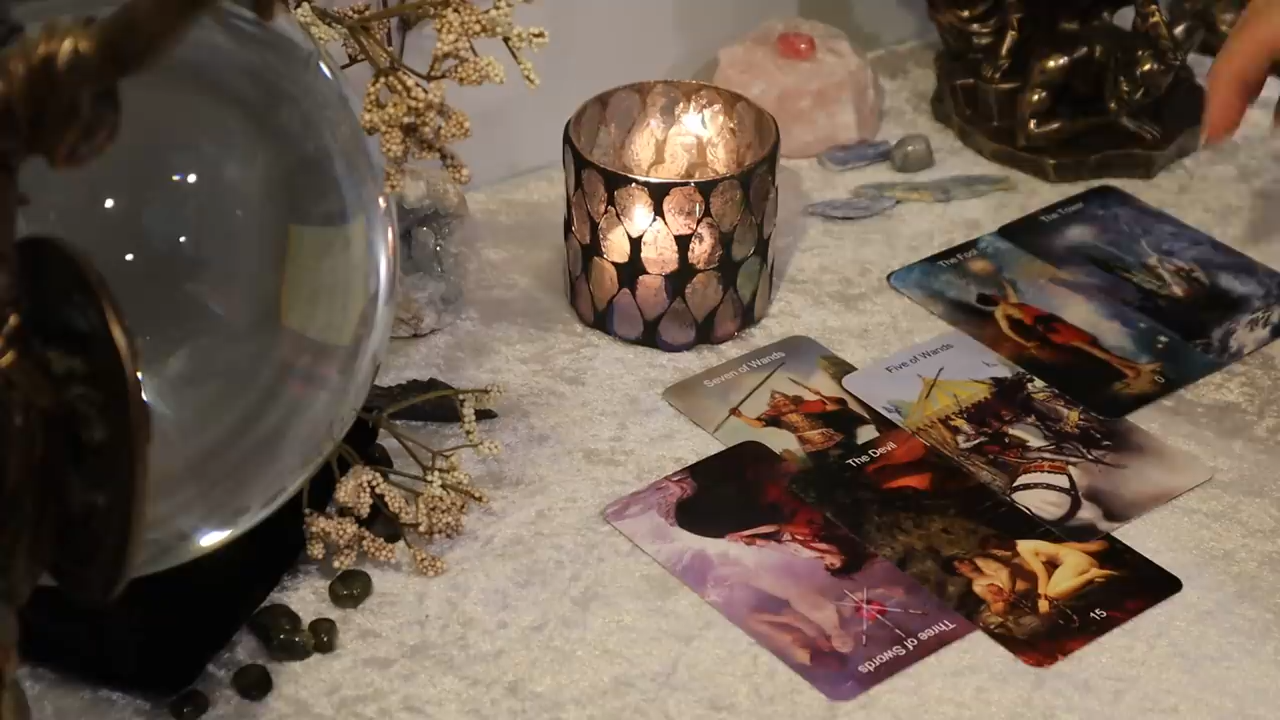 The Tower
The Fool
0
Five of Wands
Seven of Wands
The Devil
15
Three of Swords